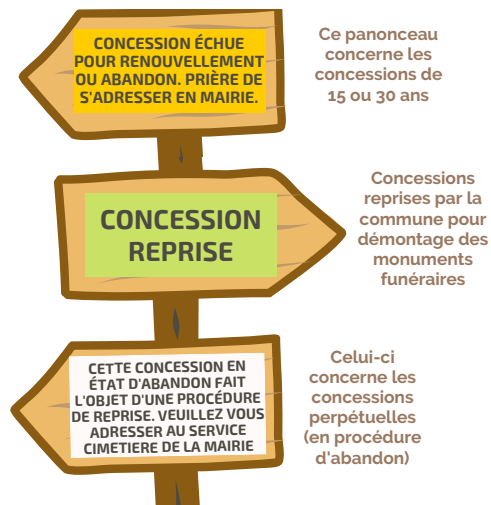 CONCESSION ÉCHUE
POUR RENOUVELLEMENT
OU ABANDON. PRIÈRE DE
S'ADRESSER EN MAIRIE.
Ce panonceau
concerne les
concessions de
15 ou 30 ans
CONCESSION
REPRISE
Concessions
reprises par la
commune pour
démontage des
monuments
funéraires
CETTE CONCESSION EN
ÉTAT D'ABANDON FAIT
L'OBJET D'UNE PROCÉDURE
DE REPRISE. VEUILLEZ VOUS
ADRESSER AU SERVICE
CIMETIERE DE LA MAIRIE
Celui-ci
concerne les
concessions
perpétuelles
(en procédure
d'abandon)